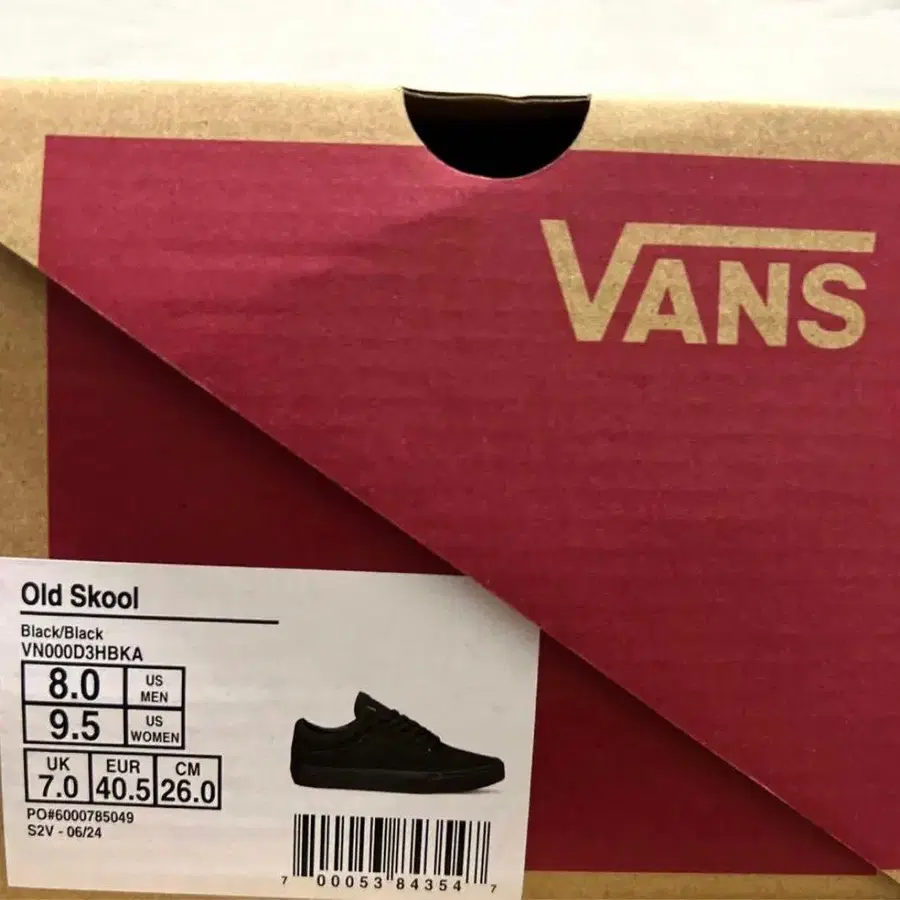 VANS
Old Skool
Black/Black
VN000D3HBKA
8.0 US MEN
9.5 US WOMEN
UK EUR CM
7.0 40.5 26.0
PO#6000785049
S2V - 06/24
7 00053 84354 7